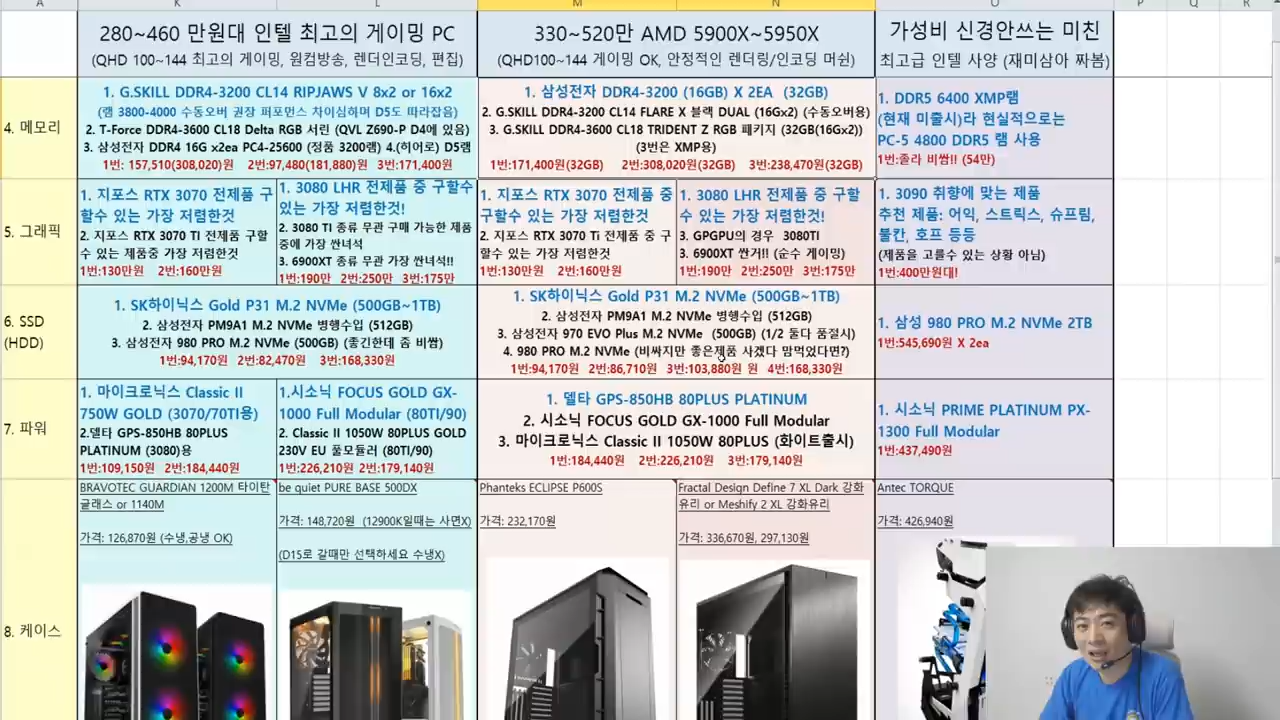 A
K
L
M
N
O
P
Q
R
280~460 만원대 인텔 최고의 게이밍 PC
(QHD 100~144 최고의 게이밍, 원컴방송, 렌더인코딩, 편집)
330~520만 AMD 5900X~5950X
(QHD100~144 게이밍 OK, 안정적인 렌더링/인코딩 머쉰)
가성비 신경안쓰는 미친
최고급 인텔 사양 (재미삼아 짜봄)
4. 메모리
1. G.SKILL DDR4-3200 CL14 RIPJAWS V 8x2 or 16x2
(램 3800-4000 수동오버 권장 퍼포먼스 차이심하며 D5도 따라잡음)
2. T-Force DDR4-3600 CL18 Delta RGB 서린 (QVL Z690-P D4에 있음)
3. 삼성전자 DDR4 16G x2ea PC4-25600 (정품 3200램) 4.(히어로) D5램
1번: 157,510(308,020)원 2번:97,480(181,880)원 3번:171,400원
1. 삼성전자 DDR4-3200 (16GB) X 2EA (32GB)
2. G.SKILL DDR4-3200 CL14 FLARE X 블랙 DUAL (16Gx2) (수동오버용)
3. G.SKILL DDR4-3600 CL18 TRIDENT Z RGB 패키지 (32GB(16Gx2))
(3번은 XMP용)
1번:171,400원(32GB) 2번:308,020원(32GB) 3번:238,470원(32GB)
1. DDR5 6400 XMP램
(현재 미출시)라 현실적으로는
PC-5 4800 DDR5 램 사용
1번:졸라 비쌈!! (54만)
5. 그래픽
1. 지포스 RTX 3070 전제품 구
할수 있는 가장 저렴한것
2. 지포스 RTX 3070 TI 전제품 구할
수 있는 제품중 가장 저렴한것
1번:130만원 2번:160만원
1. 3080 LHR 전제품 중 구할수
있는 가장 저렴한것!
2. 3080 TI 종류 무관 구매 가능한 제품
중에 가장 싼녀석
3. 6900XT 종류 무관 가장 싼녀석!!
1번:190만 2번:250만 3번:175만
1. 지포스 RTX 3070 전제품 중
구할수 있는 가장 저렴한것
2. 지포스 RTX 3070 Ti 전제품 중 구
할수 있는 가장 저렴한것
1번:130만원 2번:160만원
1. 3080 LHR 전제품 중 구할
수 있는 가장 저렴한것!
3. GPGPU의 경우 3080TI
3. 6900XT 싼거!! (순수 게이밍)
1번:190만 2번:250만 3번:175만
1. 3090 취향에 맞는 제품
추천 제품: 어익, 스트릭스, 슈프림,
불칸, 호프 등등
(제품을 고를수 있는 상황 아님)
1번:400만원대!
6. SSD
(HDD)
1. SK하이닉스 Gold P31 M.2 NVMe (500GB~1TB)
2. 삼성전자 PM9A1 M.2 NVMe 병행수입 (512GB)
3. 삼성전자 980 PRO M.2 NVMe (500GB) (좋긴한데 좀 비쌈)
1번:94,170원 2번:82,470원 3번:168,330원
1. SK하이닉스 Gold P31 M.2 NVMe (500GB~1TB)
2. 삼성전자 PM9A1 M.2 NVMe 병행수입 (512GB)
3. 삼성전자 970 EVO Plus M.2 NVMe (500GB) (1/2 둘다 품절시)
4. 980 PRO M.2 NVMe (비싸지만 좋은제품 사겠다 맘먹었다면?)
1번:94,170원 2번:86,710원 3번:103,880원 원 4번:168,330원
1. 삼성 980 PRO M.2 NVMe 2TB
1번:545,690원 X 2ea
7. 파워
1. 마이크로닉스 Classic II
750W GOLD (3070/70TI용)
2.델타 GPS-850HB 80PLUS
PLATINUM (3080)용
1번:109,150원 2번:184,440원
1.시소닉 FOCUS GOLD GX-
1000 Full Modular (80TI/90)
2. Classic II 1050W 80PLUS GOLD
230V EU 풀모듈러 (80TI/90)
1번:226,210원 2번:179,140원
1. 델타 GPS-850HB 80PLUS PLATINUM
2. 시소닉 FOCUS GOLD GX-1000 Full Modular
3. 마이크로닉스 Classic II 1050W 80PLUS (화이트출시)
1번:184,440원 2번:226,210원 3번:179,140원
1. 시소닉 PRIME PLATINUM PX-
1300 Full Modular
1번:437,490원
8. 케이스
BRAVOTEC GUARDIAN 1200M 타이탄
글래스 or 1140M
가격: 126,870원 (수냉,공냉 OK)
be quiet PURE BASE 500DX
가격: 148,720원 (12900K일때는 사면X)
(D15로 갈때만 선택하세요 수냉X)
Phanteks ECLIPSE P600S
가격: 232,170원
Fractal Design Define 7 XL Dark 강화
유리 or Meshify 2 XL 강화유리
가격: 336,670원, 297,130원
Antec TORQUE
가격: 426,940원